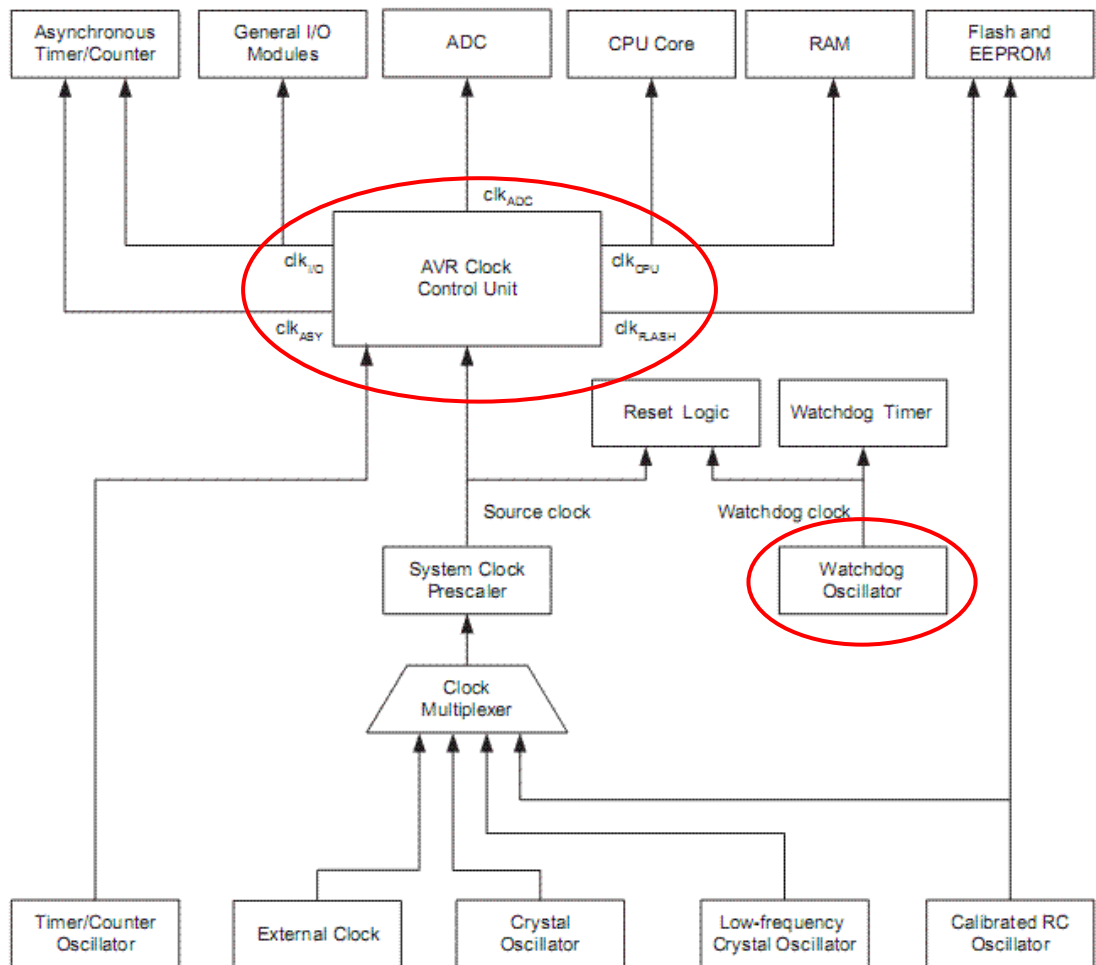 Asynchronous
Timer/Counter
General I/O
Modules
ADC
CPU Core
RAM
Flash and
EEPROM
clkADC
clkI/O
AVR Clock
Control Unit
clkCPU
clkASY
clkFLASH
Reset Logic
Watchdog Timer
Source clock
Watchdog clock
System Clock
Prescaler
Watchdog
Oscillator
Clock
Multiplexer
Timer/Counter
Oscillator
External Clock
Crystal
Oscillator
Low-frequency
Crystal Oscillator
Calibrated RC
Oscillator